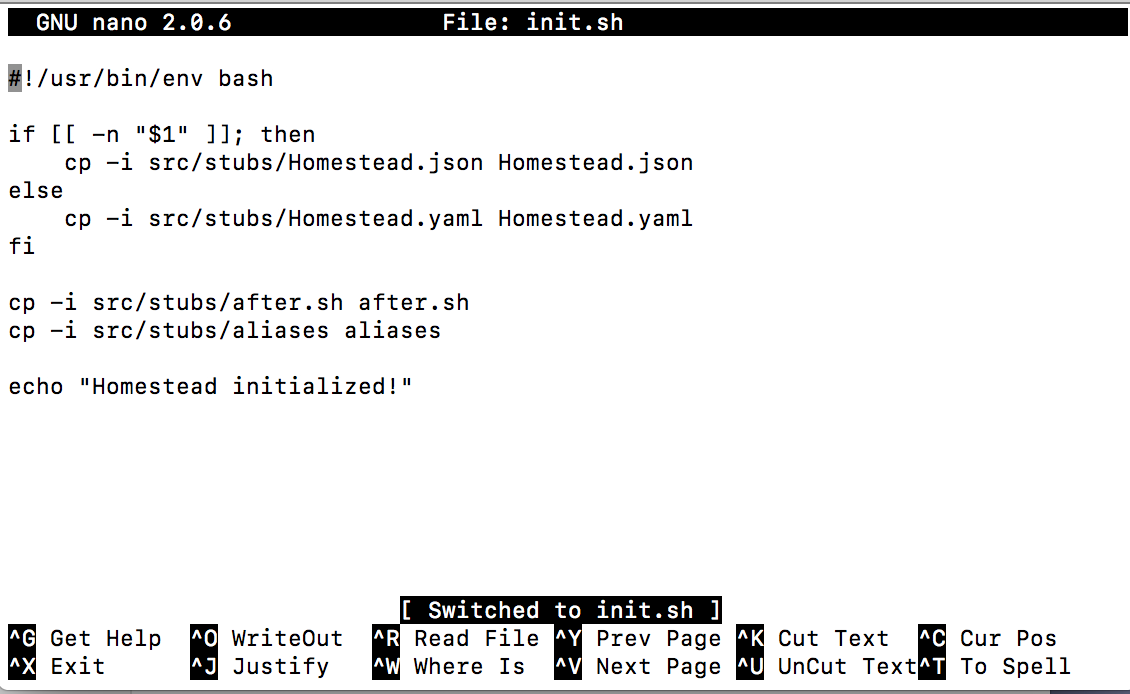 GNU nano 2.0.6 File: init.sh
#!/usr/bin/env bash
if [[ -n "$1" ]]; then
    cp -i src/stubs/Homestead.json Homestead.json
else
    cp -i src/stubs/Homestead.yaml Homestead.yaml
fi
cp -i src/stubs/after.sh after.sh
cp -i src/stubs/aliases aliases
echo "Homestead initialized!"
[ Switched to init.sh ]
^G Get Help ^O WriteOut ^R Read File ^Y Prev Page ^K Cut Text ^C Cur Pos
^X Exit ^J Justify ^W Where Is ^V Next Page ^U UnCut Text ^T To Spell